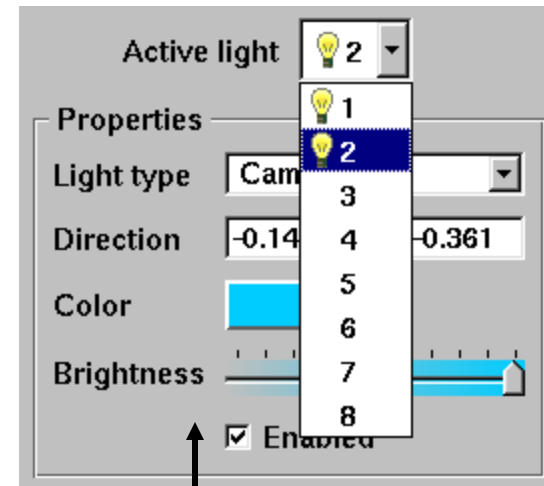 Active light 2
1
Properties
2
Light type Cam
3
Direction -0.14 4 -0.361
5
Color
6
Brightness 7
8
Enabled